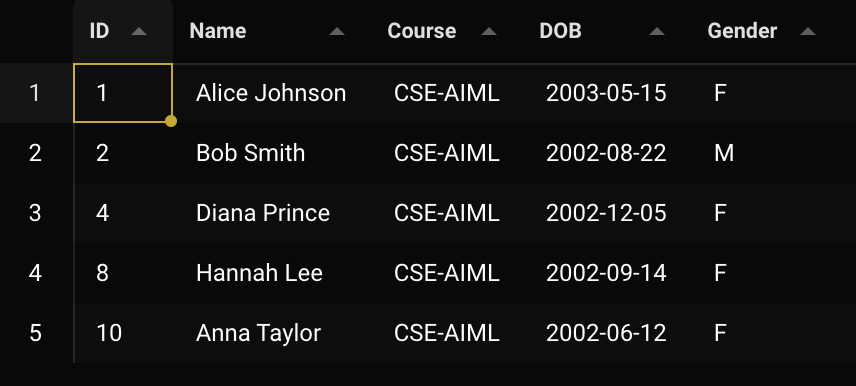 ID Name Course DOB Gender
1 1 Alice Johnson CSE-AIML 2003-05-15 F
2 2 Bob Smith CSE-AIML 2002-08-22 M
3 4 Diana Prince CSE-AIML 2002-12-05 F
4 8 Hannah Lee CSE-AIML 2002-09-14 F
5 10 Anna Taylor CSE-AIML 2002-06-12 F